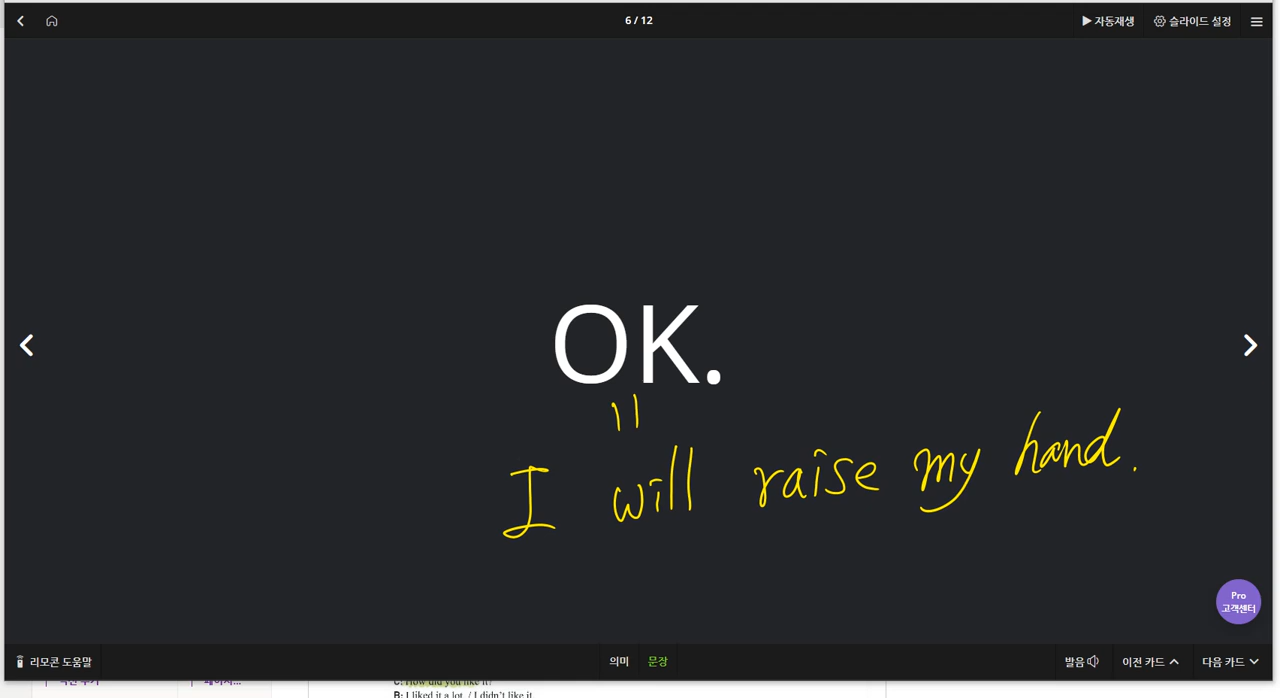 6 / 12
자동재생
슬라이드 설정
OK.
I will raise my hand.
Pro
고객센터
리모콘 도움말
의미
문장
발음
이전 카드
다음 카드
C: How did you like it?
B: I liked it a lot. / I didn't like it